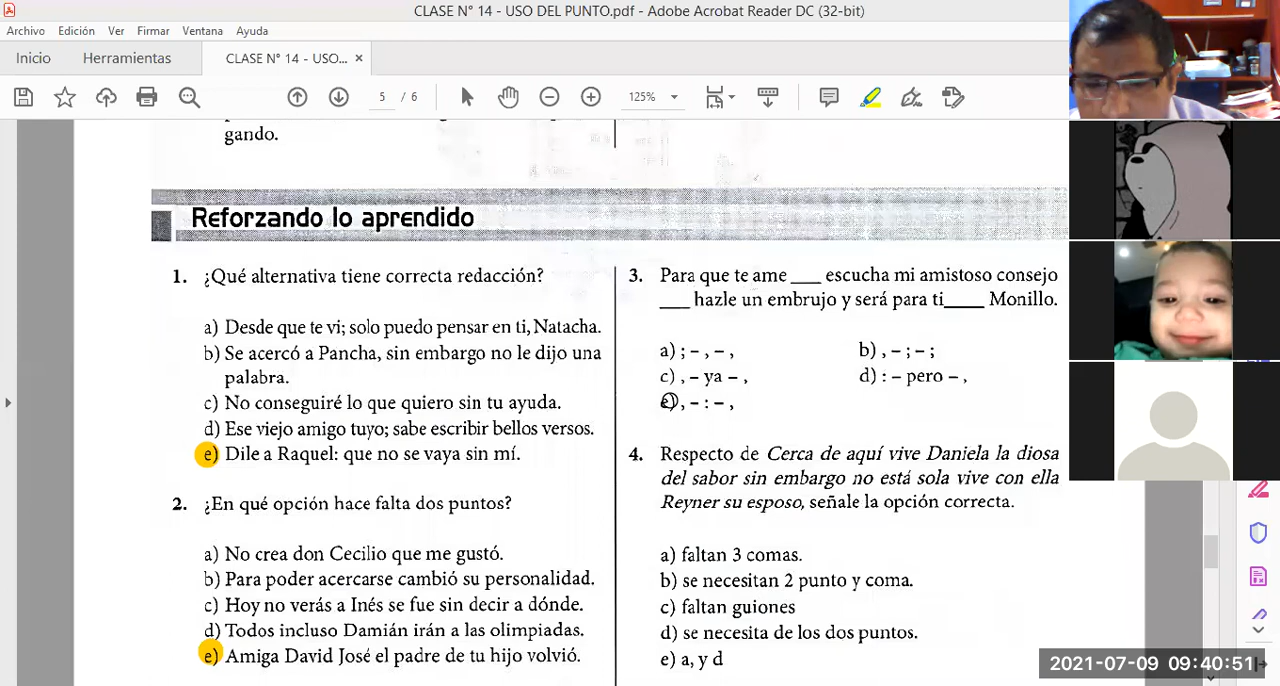 CLASE N° 14 - USO DEL PUNTO.pdf - Adobe Acrobat Reader DC (32-bit)
Archivo Edición Ver Firmar Ventana Ayuda
Inicio Herramientas CLASE N° 14 - USO... ×
5 / 6 125%
gando.
Reforzando lo aprendido
1. ¿Qué alternativa tiene correcta redacción?
a) Desde que te vi; solo puedo pensar en ti, Natacha.
b) Se acercó a Pancha, sin embargo no le dijo una
palabra.
c) No conseguiré lo que quiero sin tu ayuda.
d) Ese viejo amigo tuyo; sabe escribir bellos versos.
e) Dile a Raquel: que no se vaya sin mí.
2. ¿En qué opción hace falta dos puntos?
a) No crea don Cecilio que me gustó.
b) Para poder acercarse cambió su personalidad.
c) Hoy no verás a Inés se fue sin decir a dónde.
d) Todos incluso Damián irán a las olimpiadas.
e) Amiga David José el padre de tu hijo volvió.
3. Para que te ame ___ escucha mi amistoso consejo
___ hazle un embrujo y será para ti____ Monillo.
a) ; – , – ,
b) , – ; – ;
c) , – ya – ,
d) : – pero – ,
e) , – : – ,
4. Respecto de Cerca de aquí vive Daniela la diosa
del sabor sin embargo no está sola vive con ella
Reyner su esposo, señale la opción correcta.
a) faltan 3 comas.
b) se necesitan 2 punto y coma.
c) faltan guiones
d) se necesita de los dos puntos.
e) a, y d
2021-07-09 09:40:51